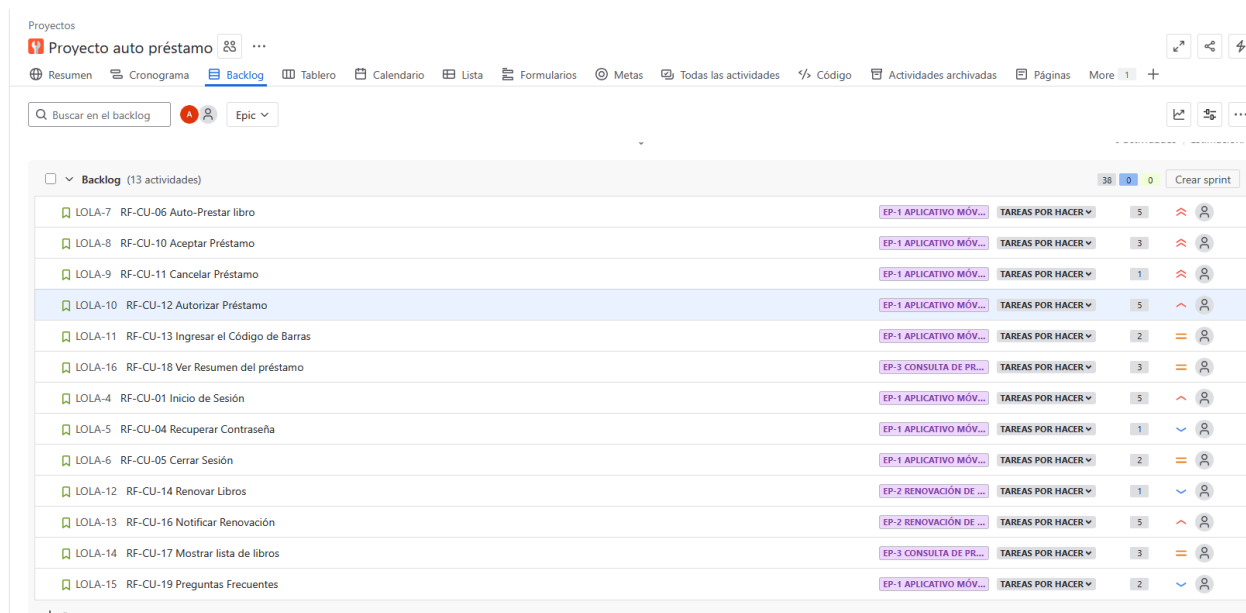 Proyectos
Proyecto auto préstamo
Resumen Cronograma Backlog Tablero Calendario Lista Formularios Metas Todas las actividades Código Actividades archivadas Páginas More 1
Buscar en el backlog A Epic
Backlog (13 actividades) 38 0 0 Crear sprint
LOLA-7 RF-CU-06 Auto-Prestar libro EP-1 APLICATIVO MÓV... TAREAS POR HACER 5
LOLA-8 RF-CU-10 Aceptar Préstamo EP-1 APLICATIVO MÓV... TAREAS POR HACER 3
LOLA-9 RF-CU-11 Cancelar Préstamo EP-1 APLICATIVO MÓV... TAREAS POR HACER 1
LOLA-10 RF-CU-12 Autorizar Préstamo EP-1 APLICATIVO MÓV... TAREAS POR HACER 5
LOLA-11 RF-CU-13 Ingresar el Código de Barras EP-1 APLICATIVO MÓV... TAREAS POR HACER 2
LOLA-16 RF-CU-18 Ver Resumen del préstamo EP-3 CONSULTA DE PR... TAREAS POR HACER 3
LOLA-4 RF-CU-01 Inicio de Sesión EP-1 APLICATIVO MÓV... TAREAS POR HACER 5
LOLA-5 RF-CU-04 Recuperar Contraseña EP-1 APLICATIVO MÓV... TAREAS POR HACER 1
LOLA-6 RF-CU-05 Cerrar Sesión EP-1 APLICATIVO MÓV... TAREAS POR HACER 2
LOLA-12 RF-CU-14 Renovar Libros EP-2 RENOVACIÓN DE ... TAREAS POR HACER 1
LOLA-13 RF-CU-16 Notificar Renovación EP-2 RENOVACIÓN DE ... TAREAS POR HACER 5
LOLA-14 RF-CU-17 Mostrar lista de libros EP-3 CONSULTA DE PR... TAREAS POR HACER 3
LOLA-15 RF-CU-19 Preguntas Frecuentes EP-1 APLICATIVO MÓV... TAREAS POR HACER 2